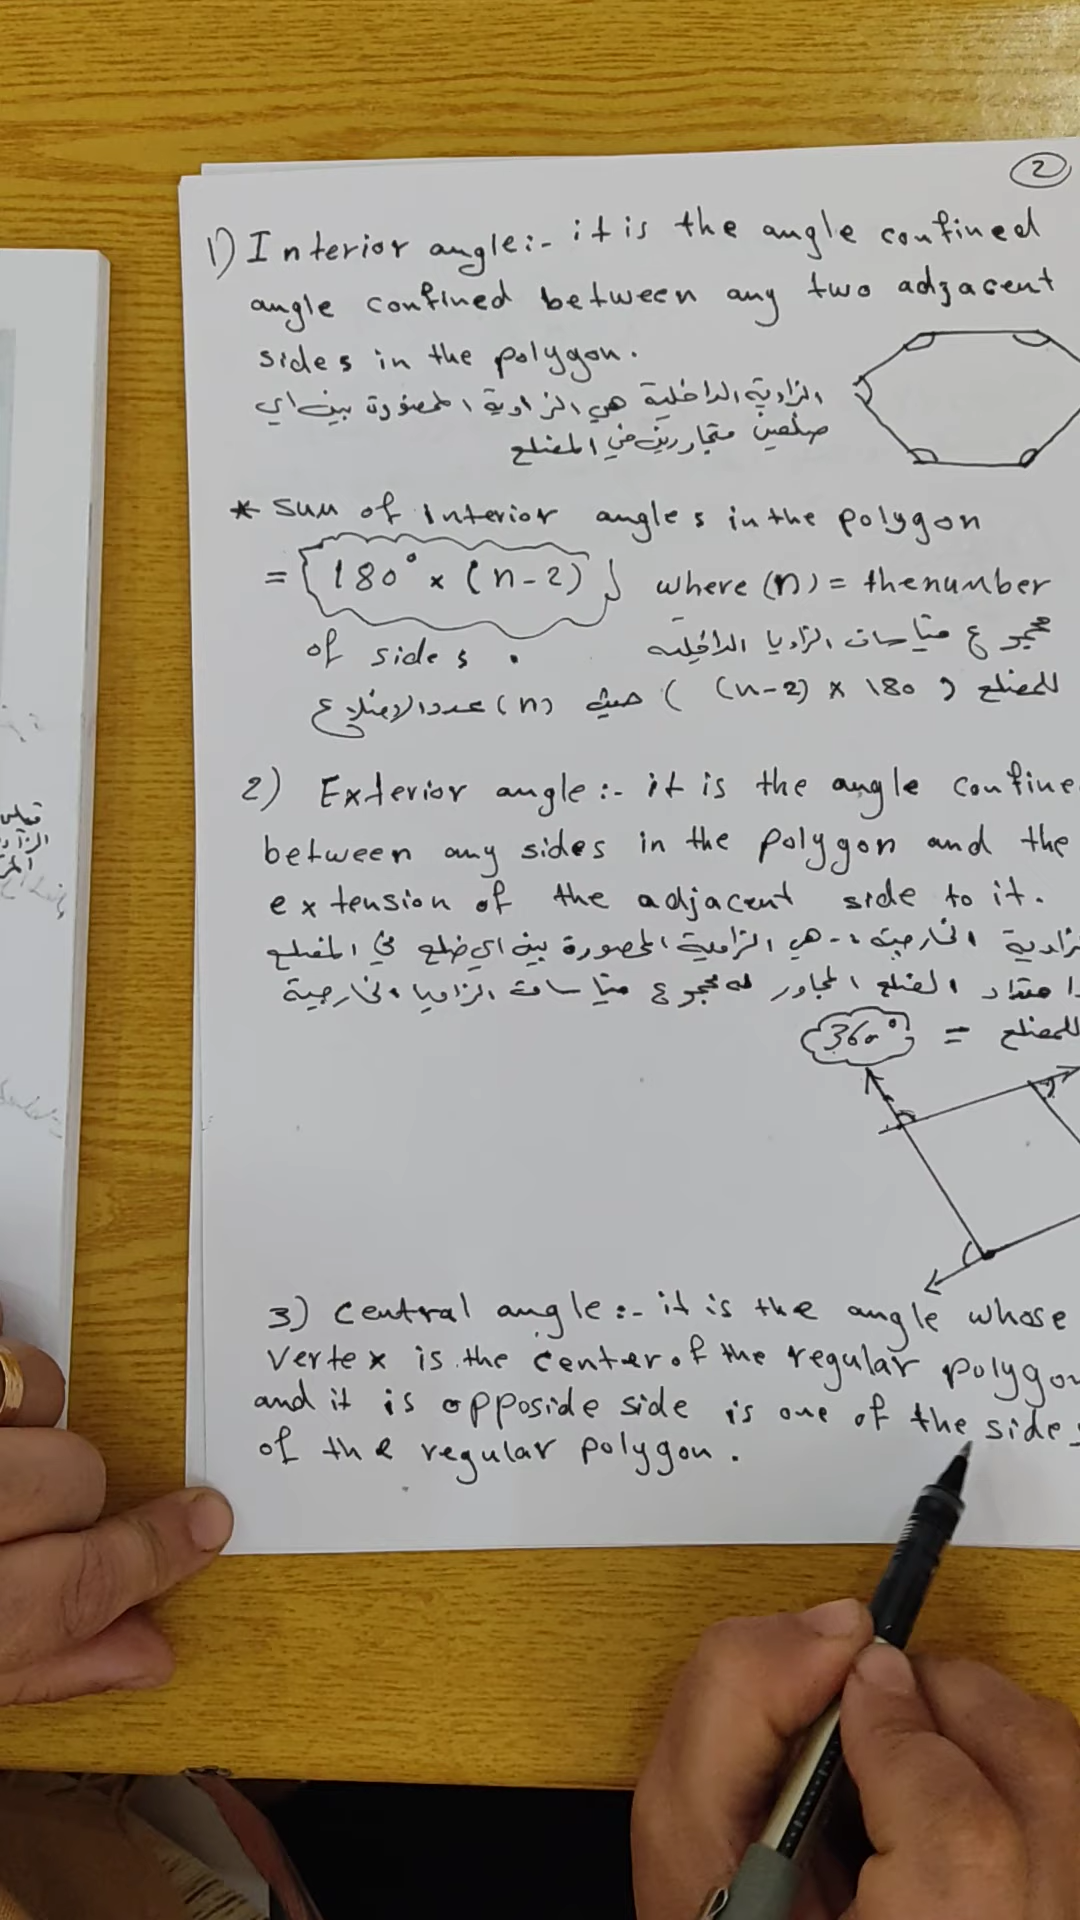 2
1) Interior angle:- it is the angle confined
angle confined between any two adjacent
sides in the polygon.
الزاوية الداخلية هي الزاوية المحصورة بين اي
ضلعين متجاورين في المضلع
* Sum of interior angles in the polygon
= 180° × (n-2) where (n) = the number
of sides.
مجموع قياسات الزوايا الداخلية
للمضلع (n-2) × 180 حيث (n) عدد الاضلاع
2) Exterior angle:- it is the angle confine
between any sides in the polygon and the
extension of the adjacent side to it.
الخارجية :- هي الزاوية المحصورة بين اي ضلع في المضلع
امتداد الضلع المجاور له مجموع قياسات الزوايا الخارجية
للمضلع = 360°
3) central angle:- it is the angle whose
vertex is the center of the regular polygon
and it is opposide side is one of the sides
of the regular polygon.